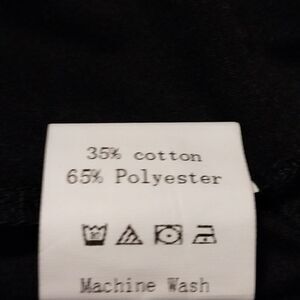 35% cotton
65% Polyester
Machine Wash